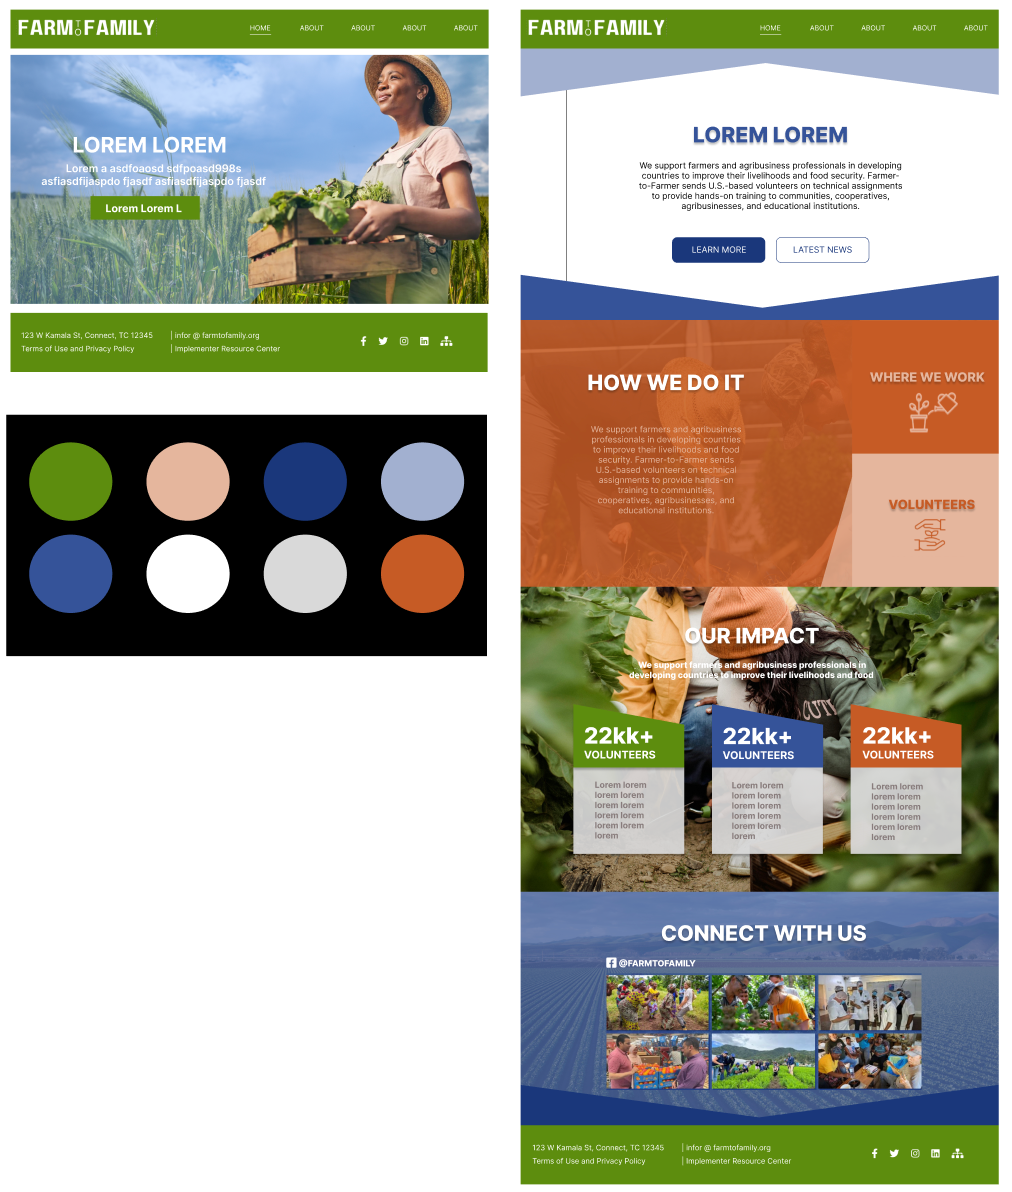 FARM TO FAMILY
HOME ABOUT ABOUT ABOUT ABOUT
LOREM LOREM
Lorem a asdfoaosd sdfpoasd998s
asfiasdfijaspdo fjasdf asfiasdfijaspdo fjasdf
Lorem Lorem L
123 W Kamala St, Connect, TC 12345 | infor @ farmtofamily.org
Terms of Use and Privacy Policy | Implementer Resource Center
FARM TO FAMILY
HOME ABOUT ABOUT ABOUT ABOUT
LOREM LOREM
We support farmers and agribusiness professionals in developing
countries to improve their livelihoods and food security. Farmer-
to-Farmer sends U.S.-based volunteers on technical assignments
to provide hands-on training to communities, cooperatives,
agribusinesses, and educational institutions.
LEARN MORE LATEST NEWS
HOW WE DO IT
We support farmers and agribusiness
professionals in developing countries
to improve their livelihoods and food
security. Farmer-to-Farmer sends
U.S.-based volunteers on technical
assignments to provide hands-on
training to communities,
cooperatives, agribusinesses, and
educational institutions.
WHERE WE WORK
VOLUNTEERS
OUR IMPACT
We support farmers and agribusiness professionals in
developing countries to improve their livelihoods and food
CUTY
22kk+
VOLUNTEERS
Lorem lorem
lorem lorem
lorem lorem
lorem lorem
lorem lorem
lorem
22kk+
VOLUNTEERS
Lorem lorem
lorem lorem
lorem lorem
lorem lorem
lorem lorem
lorem
22kk+
VOLUNTEERS
Lorem lorem
lorem lorem
lorem lorem
lorem lorem
lorem lorem
lorem
CONNECT WITH US
@FARMTOFAMILY
123 W Kamala St, Connect, TC 12345 | infor @ farmtofamily.org
Terms of Use and Privacy Policy | Implementer Resource Center